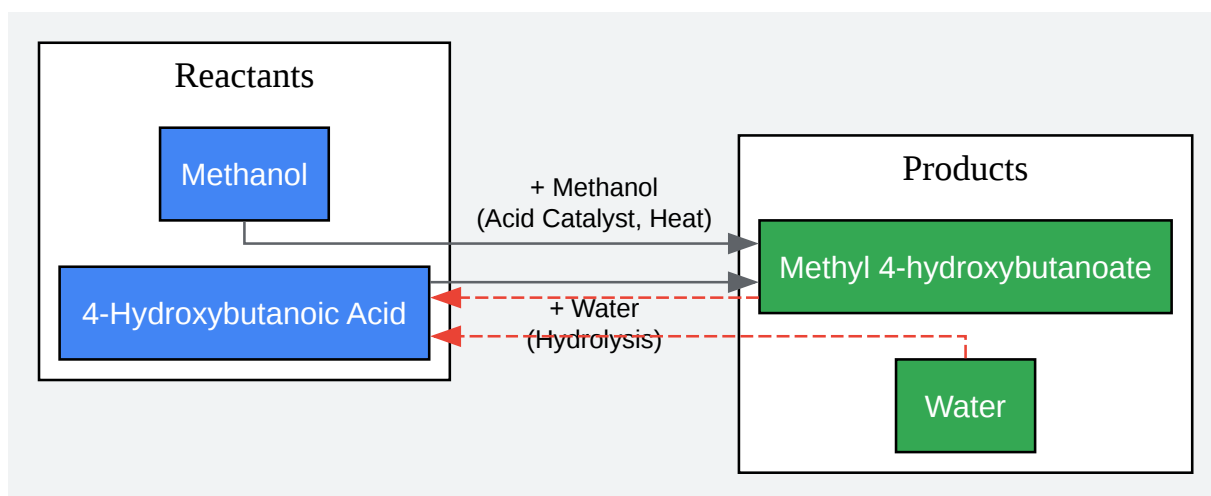 Reactants
Methanol
4-Hydroxybutanoic Acid
+ Methanol
(Acid Catalyst, Heat)
+ Water
(Hydrolysis)
Products
Methyl 4-hydroxybutanoate
Water